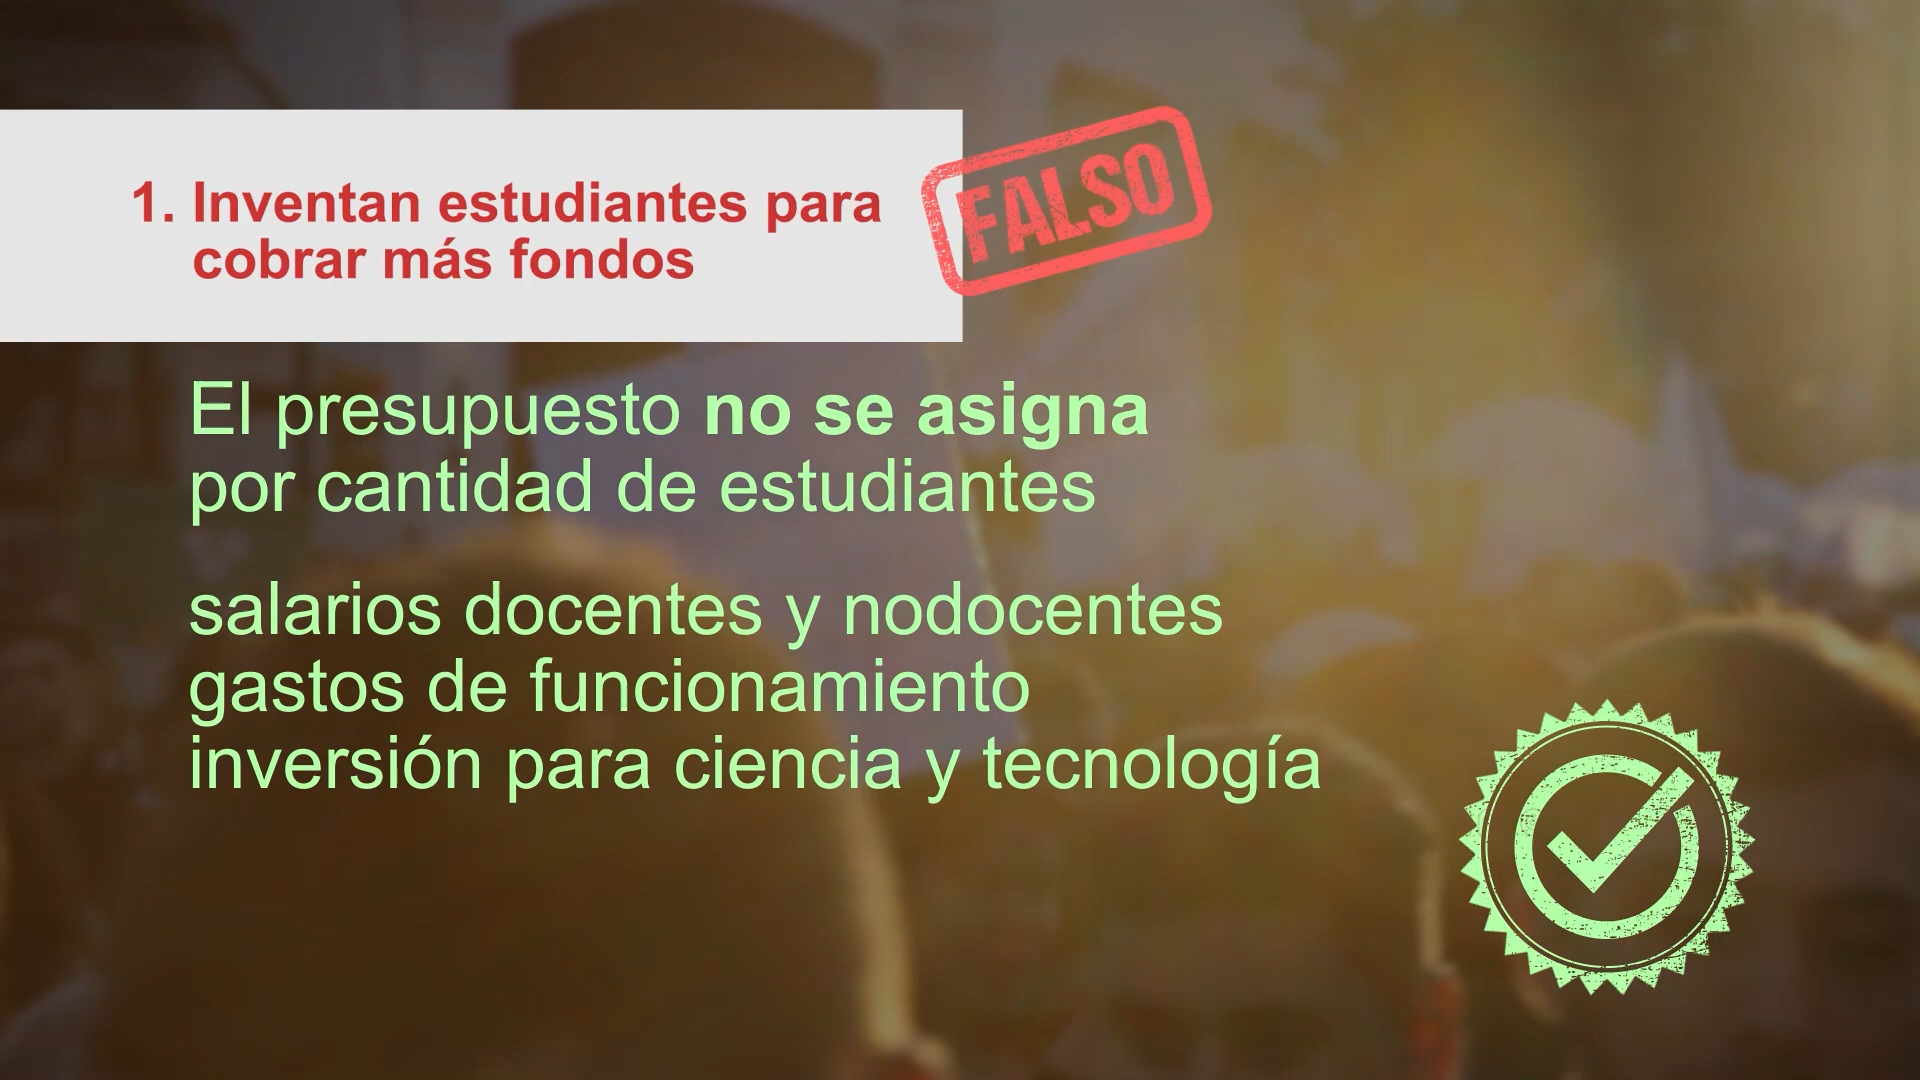 1. Inventan estudiantes para
cobrar más fondos
FALSO
El presupuesto no se asigna
por cantidad de estudiantes
salarios docentes y nodocentes
gastos de funcionamiento
inversión para ciencia y tecnología